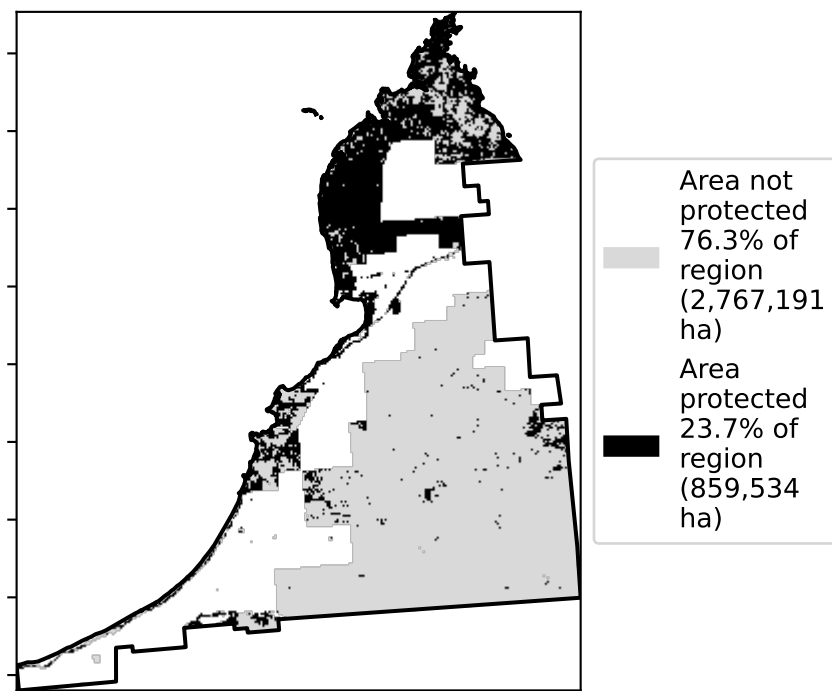 Area not
protected
76.3% of
region
(2,767,191
ha)
Area
protected
23.7% of
region
(859,534
ha)